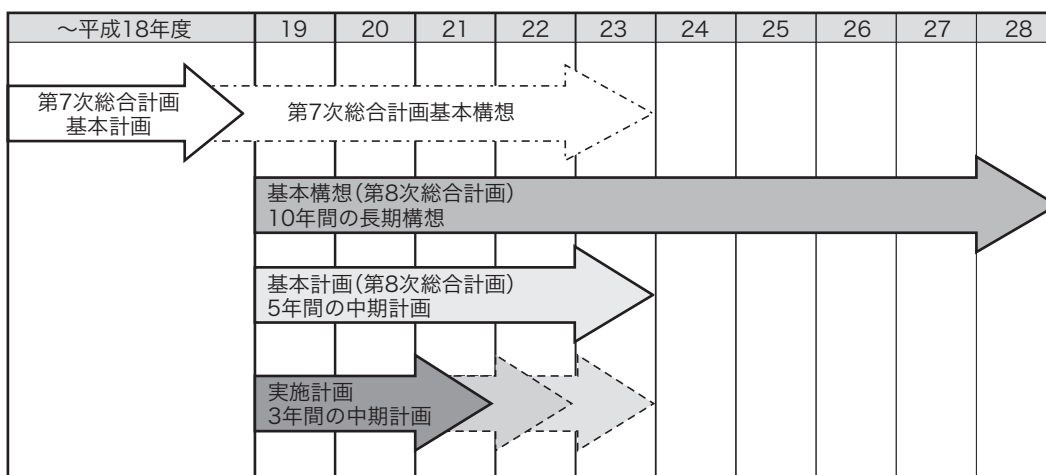 ～平成18年度 19 20 21 22 23 24 25 26 27 28
第7次総合計画
基本計画
第7次総合計画基本構想
基本構想（第8次総合計画）
10年間の長期構想
基本計画（第8次総合計画）
5年間の中期計画
実施計画
3年間の中期計画